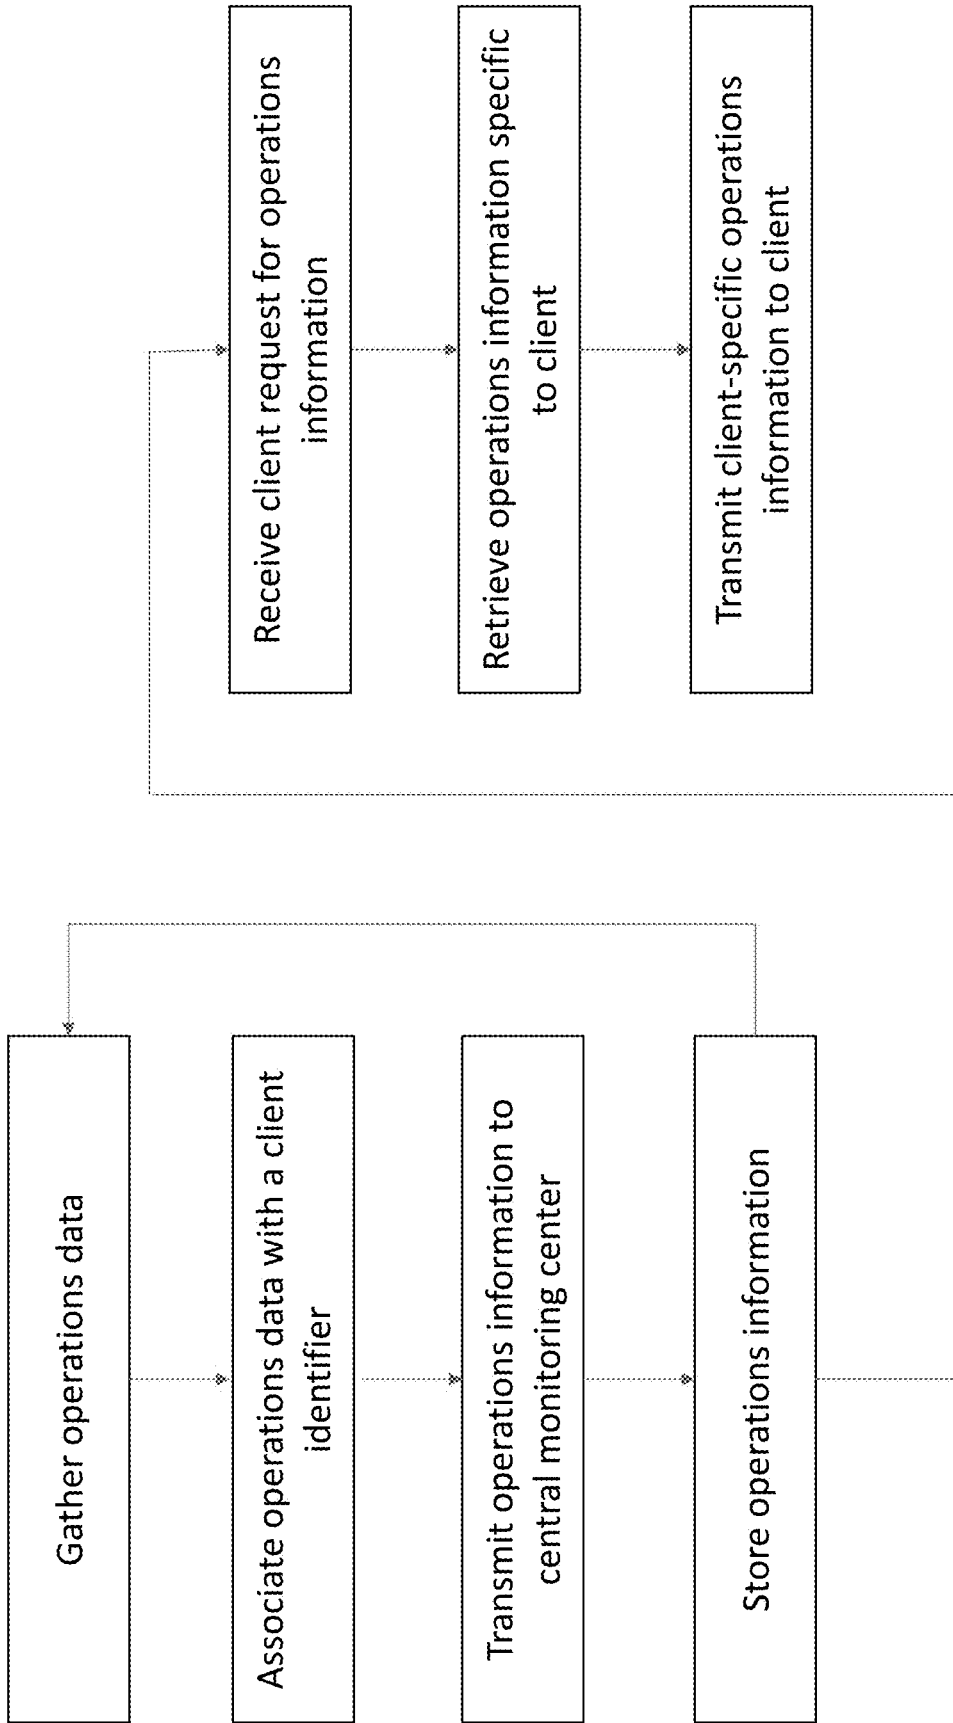 Gather operations data
Associate operations data with a client
identifier
Transmit operations information to
central monitoring center
Store operations information
Receive client request for operations
information
Retrieve operations information specific
to client
Transmit client-specific operations
information to client